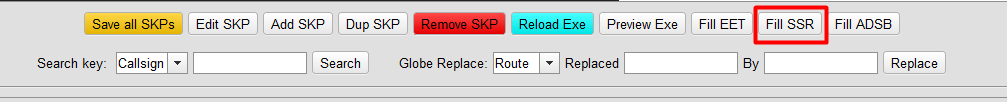 Save all SKPs Edit SKP Add SKP Dup SKP Remove SKP Reload Exe Preview Exe Fill EET Fill SSR Fill ADSB
Search key: Callsign Search Globe Replace: Route Replaced By Replace